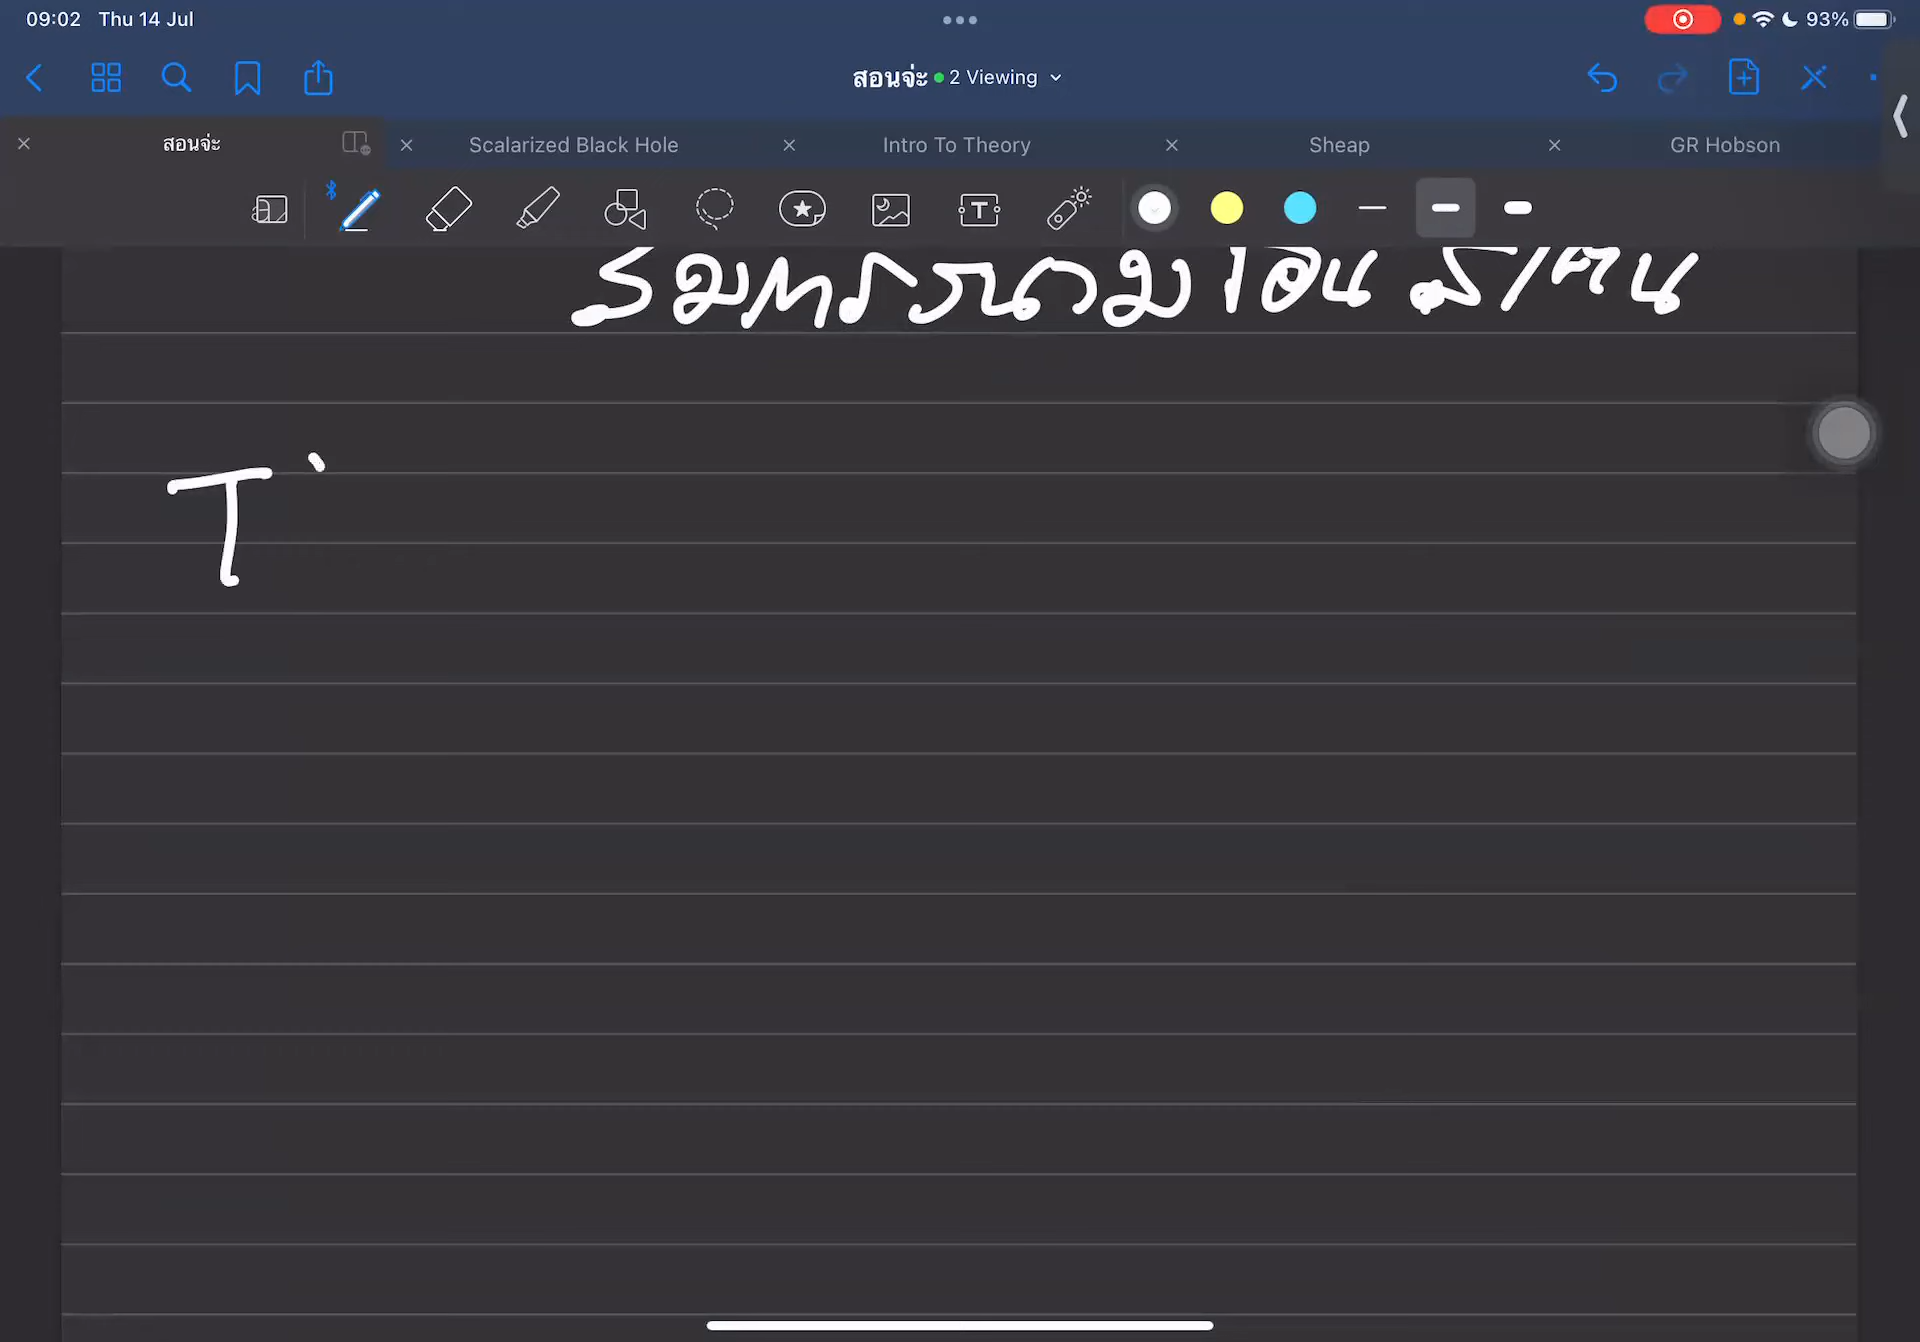 09:02 Thu 14 Jul 93%
สอนจ่ะ 2 Viewing
สอนจ่ะ Scalarized Black Hole Intro To Theory Sheap GR Hobson
T
T